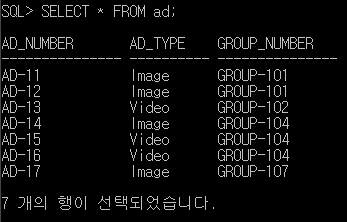 SQL> SELECT * FROM ad;
AD_NUMBER AD_TYPE GROUP_NUMBER
--------------- ---------- ---------------
AD-11 Image GROUP-101
AD-12 Image GROUP-101
AD-13 Video GROUP-102
AD-14 Image GROUP-104
AD-15 Video GROUP-104
AD-16 Video GROUP-104
AD-17 Image GROUP-107
7 개의 행이 선택되었습니다.